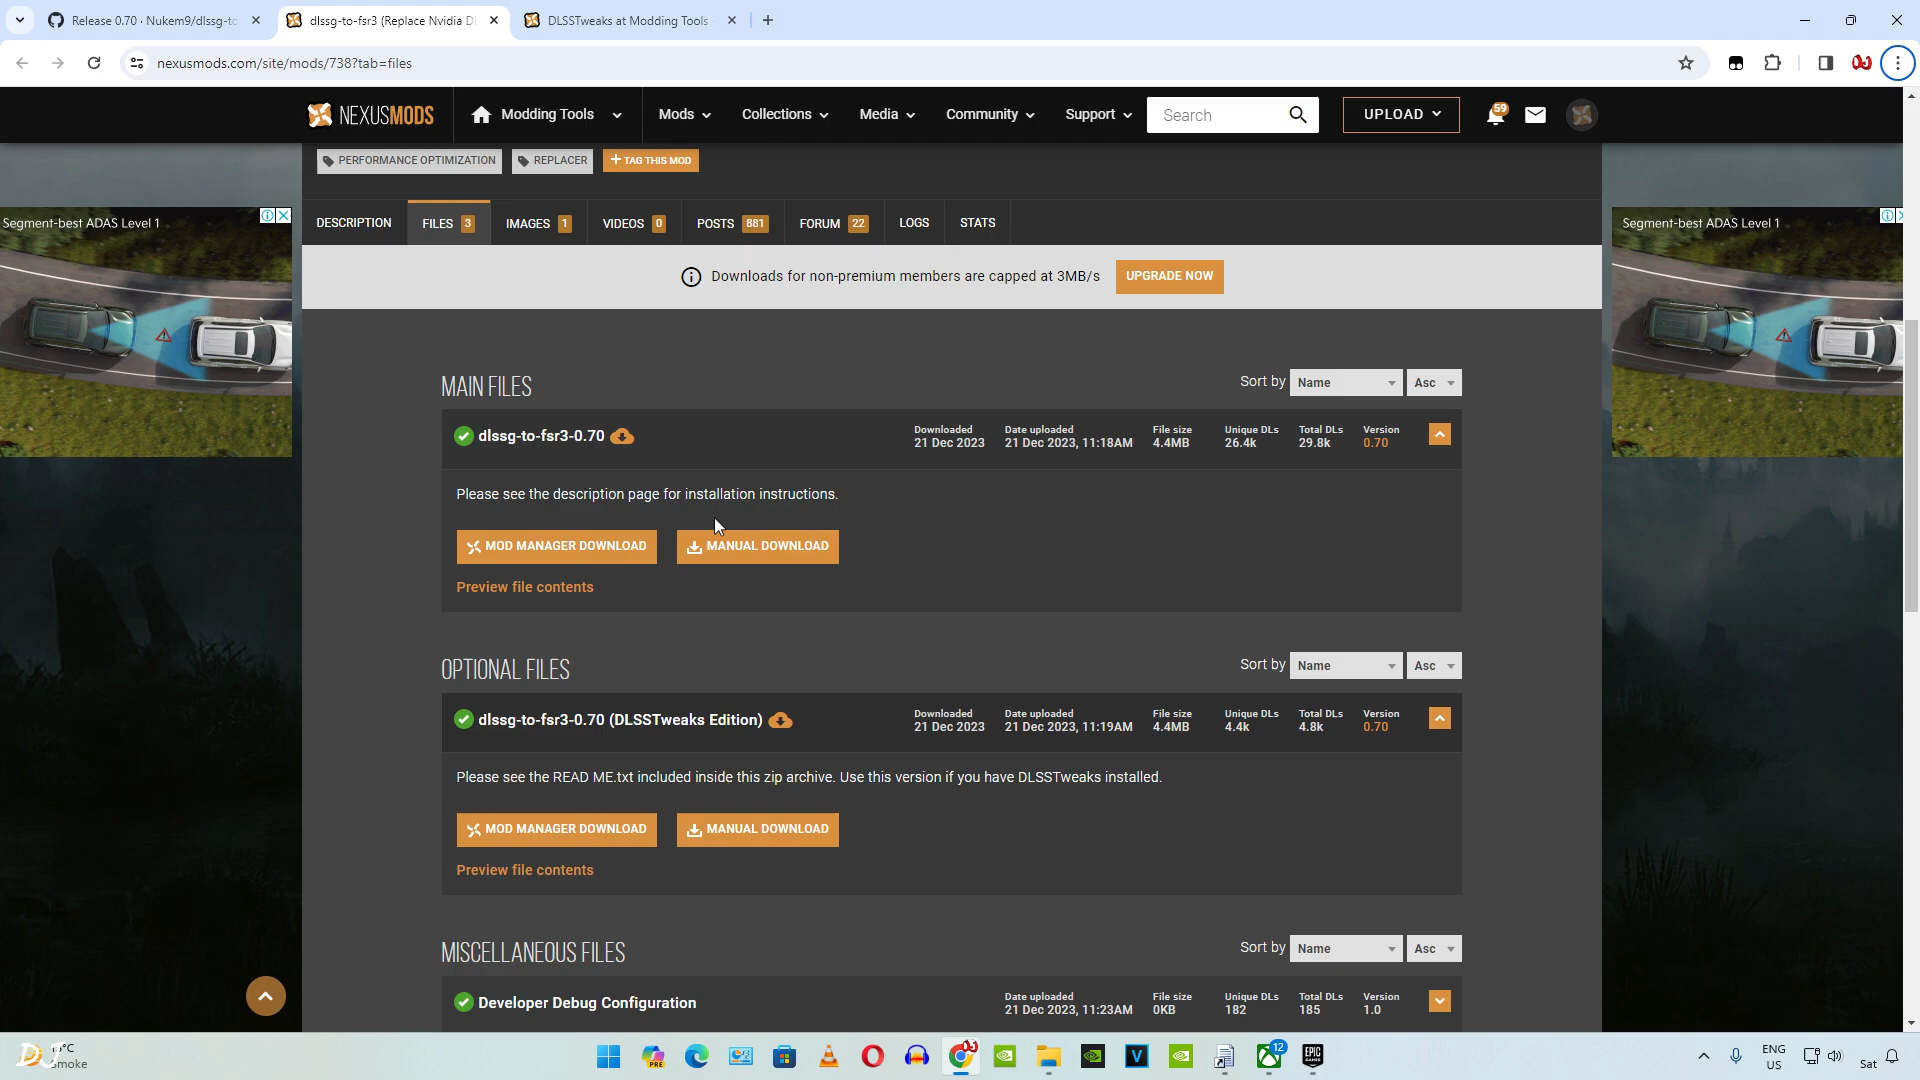 Release 0.70 · Nukem9/dlssg-to
dlssg-to-fsr3 (Replace Nvidia DL
DLSSTweaks at Modding Tools
nexusmods.com/site/mods/738?tab=files
NEXUSMODS
Modding Tools
Mods
Collections
Media
Community
Support
Search
UPLOAD
59
PERFORMANCE OPTIMIZATION
REPLACER
+ TAG THIS MOD
DESCRIPTION
FILES 3
IMAGES 1
VIDEOS 0
POSTS 881
FORUM 22
LOGS
STATS
Segment-best ADAS Level 1
Segment-best ADAS Level 1
Downloads for non-premium members are capped at 3MB/s
UPGRADE NOW
MAIN FILES
Sort by Name Asc
dlssg-to-fsr3-0.70
Downloaded Date uploaded File size Unique DLs Total DLs Version
21 Dec 2023 21 Dec 2023, 11:18AM 4.4MB 26.4k 29.8k 0.70
Please see the description page for installation instructions.
MOD MANAGER DOWNLOAD
MANUAL DOWNLOAD
Preview file contents
OPTIONAL FILES
Sort by Name Asc
dlssg-to-fsr3-0.70 (DLSSTweaks Edition)
Downloaded Date uploaded File size Unique DLs Total DLs Version
21 Dec 2023 21 Dec 2023, 11:19AM 4.4MB 4.4k 4.8k 0.70
Please see the READ ME.txt included inside this zip archive. Use this version if you have DLSSTweaks installed.
MOD MANAGER DOWNLOAD
MANUAL DOWNLOAD
Preview file contents
MISCELLANEOUS FILES
Sort by Name Asc
Developer Debug Configuration
Date uploaded File size Unique DLs Total DLs Version
21 Dec 2023, 11:23AM 0KB 182 185 1.0
DJ
°C
Smoke
PRE
V
12
EPIC GAMES
ENG
US
Sat